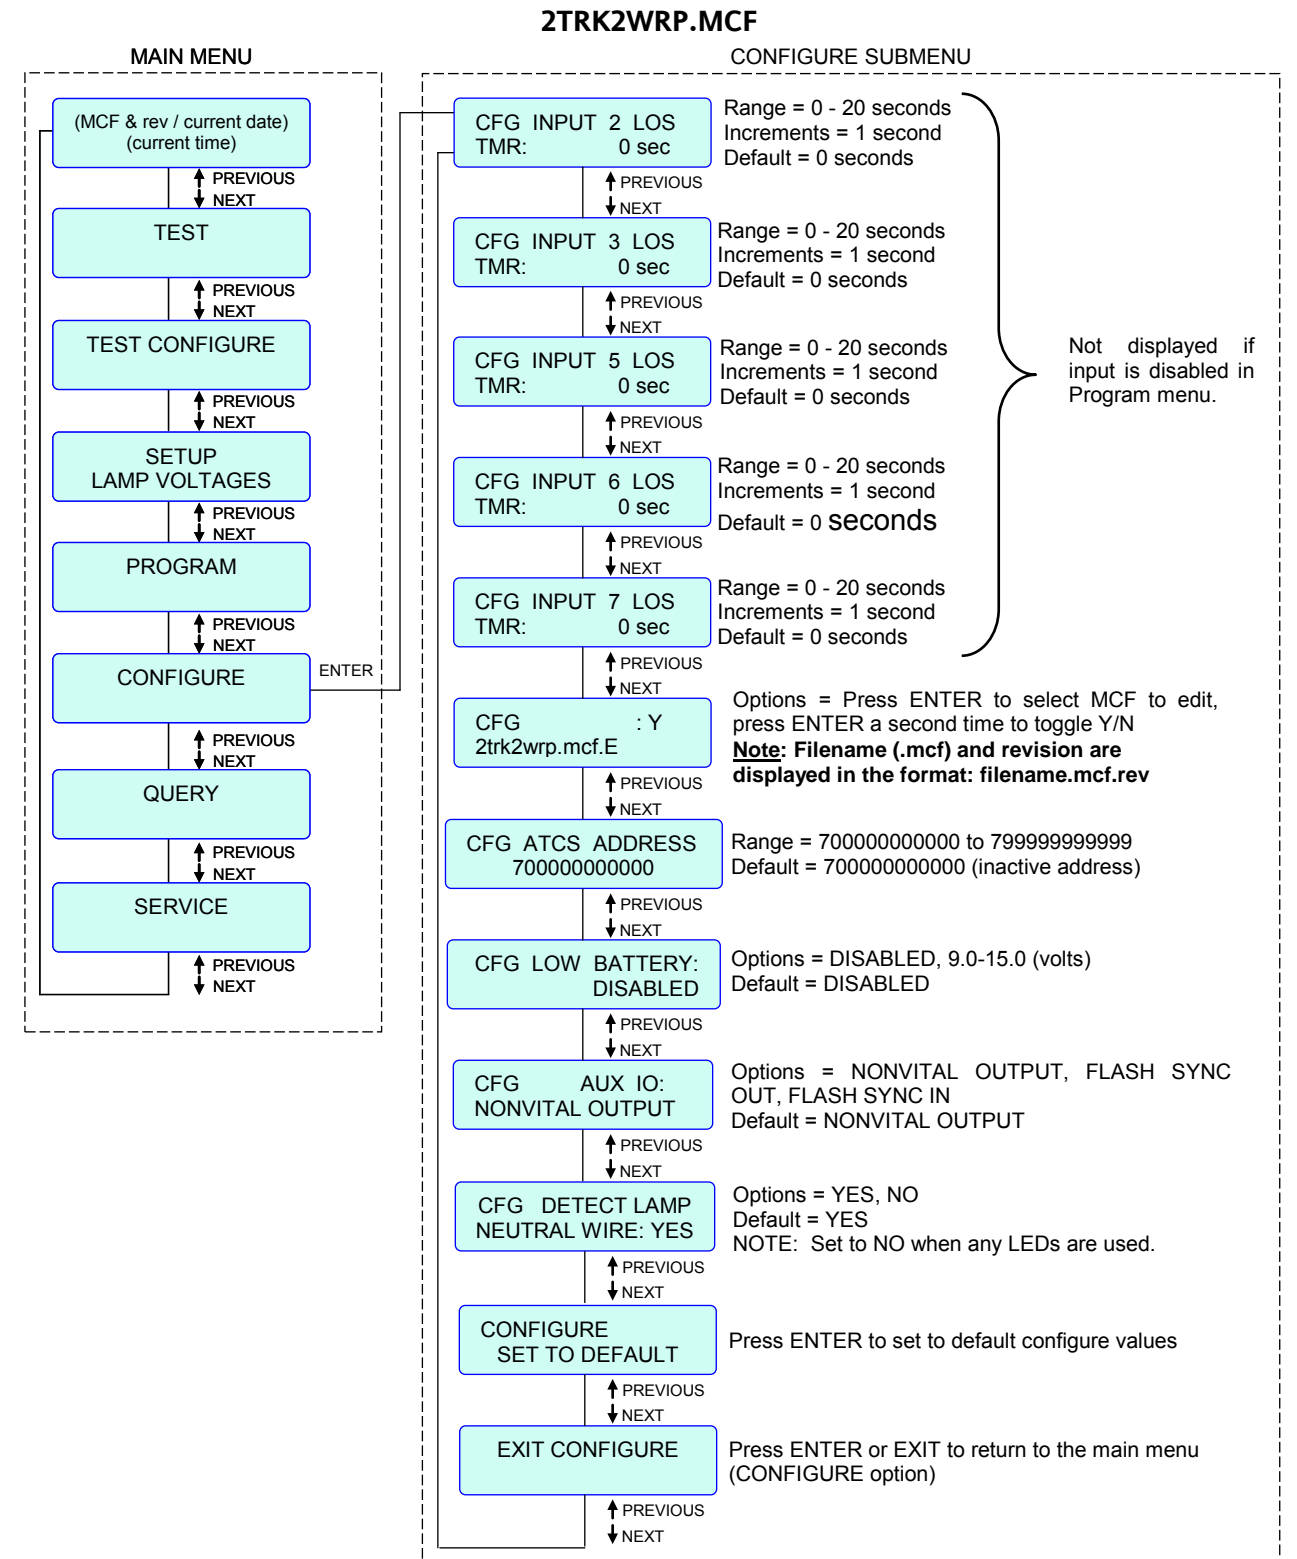 2TRK2WRP.MCF
MAIN MENU
(MCF & rev / current date)
(current time)
PREVIOUS
NEXT
TEST
PREVIOUS
NEXT
TEST CONFIGURE
PREVIOUS
NEXT
SETUP
LAMP VOLTAGES
PREVIOUS
NEXT
PROGRAM
PREVIOUS
NEXT
CONFIGURE
ENTER
PREVIOUS
NEXT
QUERY
PREVIOUS
NEXT
SERVICE
PREVIOUS
NEXT
CONFIGURE SUBMENU
CFG INPUT 2 LOS
TMR: 0 sec
Range = 0 - 20 seconds
Increments = 1 second
Default = 0 seconds
PREVIOUS
NEXT
CFG INPUT 3 LOS
TMR: 0 sec
Range = 0 - 20 seconds
Increments = 1 second
Default = 0 seconds
PREVIOUS
NEXT
CFG INPUT 5 LOS
TMR: 0 sec
Range = 0 - 20 seconds
Increments = 1 second
Default = 0 seconds
Not displayed if
input is disabled in
Program menu.
PREVIOUS
NEXT
CFG INPUT 6 LOS
TMR: 0 sec
Range = 0 - 20 seconds
Increments = 1 second
Default = 0 seconds
PREVIOUS
NEXT
CFG INPUT 7 LOS
TMR: 0 sec
Range = 0 - 20 seconds
Increments = 1 second
Default = 0 seconds
PREVIOUS
NEXT
CFG : Y
2trk2wrp.mcf.E
Options = Press ENTER to select MCF to edit,
press ENTER a second time to toggle Y/N
Note: Filename (.mcf) and revision are
displayed in the format: filename.mcf.rev
PREVIOUS
NEXT
CFG ATCS ADDRESS
700000000000
Range = 700000000000 to 799999999999
Default = 700000000000 (inactive address)
PREVIOUS
NEXT
CFG LOW BATTERY:
DISABLED
Options = DISABLED, 9.0-15.0 (volts)
Default = DISABLED
PREVIOUS
NEXT
CFG AUX IO:
NONVITAL OUTPUT
Options = NONVITAL OUTPUT, FLASH SYNC
OUT, FLASH SYNC IN
Default = NONVITAL OUTPUT
PREVIOUS
NEXT
CFG DETECT LAMP
NEUTRAL WIRE: YES
Options = YES, NO
Default = YES
NOTE: Set to NO when any LEDs are used.
PREVIOUS
NEXT
CONFIGURE
SET TO DEFAULT
Press ENTER to set to default configure values
PREVIOUS
NEXT
EXIT CONFIGURE
Press ENTER or EXIT to return to the main menu
(CONFIGURE option)
PREVIOUS
NEXT